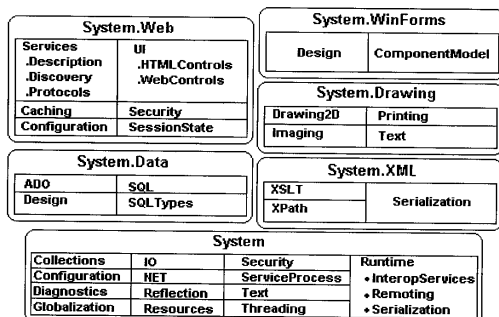 System.Web
Services UI
.Description .HTMLControls
.Discovery .WebControls
.Protocols
Caching Security
Configuration SessionState
System.WinForms
Design ComponentModel
System.Drawing
Drawing2D Printing
Imaging Text
System.Data
ADO SQL
Design SQLTypes
System.XML
XSLT Serialization
XPath
System
Collections IO Security Runtime
Configuration NET ServiceProcess • InteropServices
Diagnostics Reflection Text • Remoting
Globalization Resources Threading • Serialization